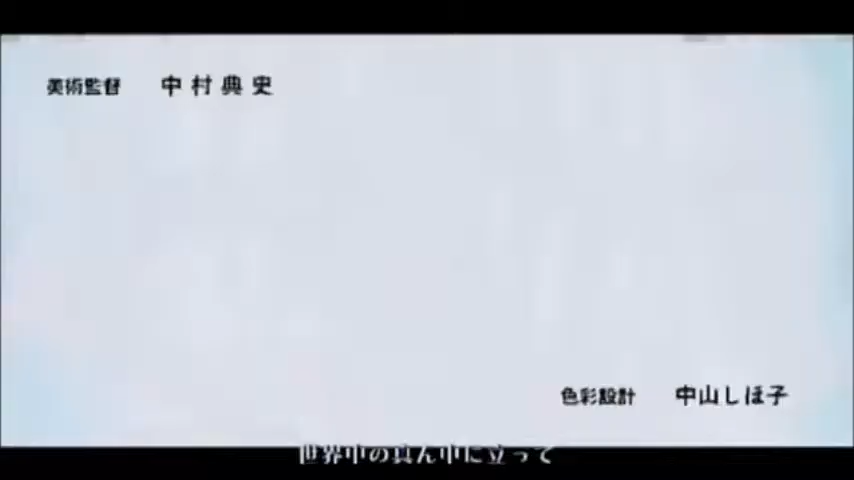 美術監督 中村典史
色彩設計 中山しほ子
世界中の真ん中に立って